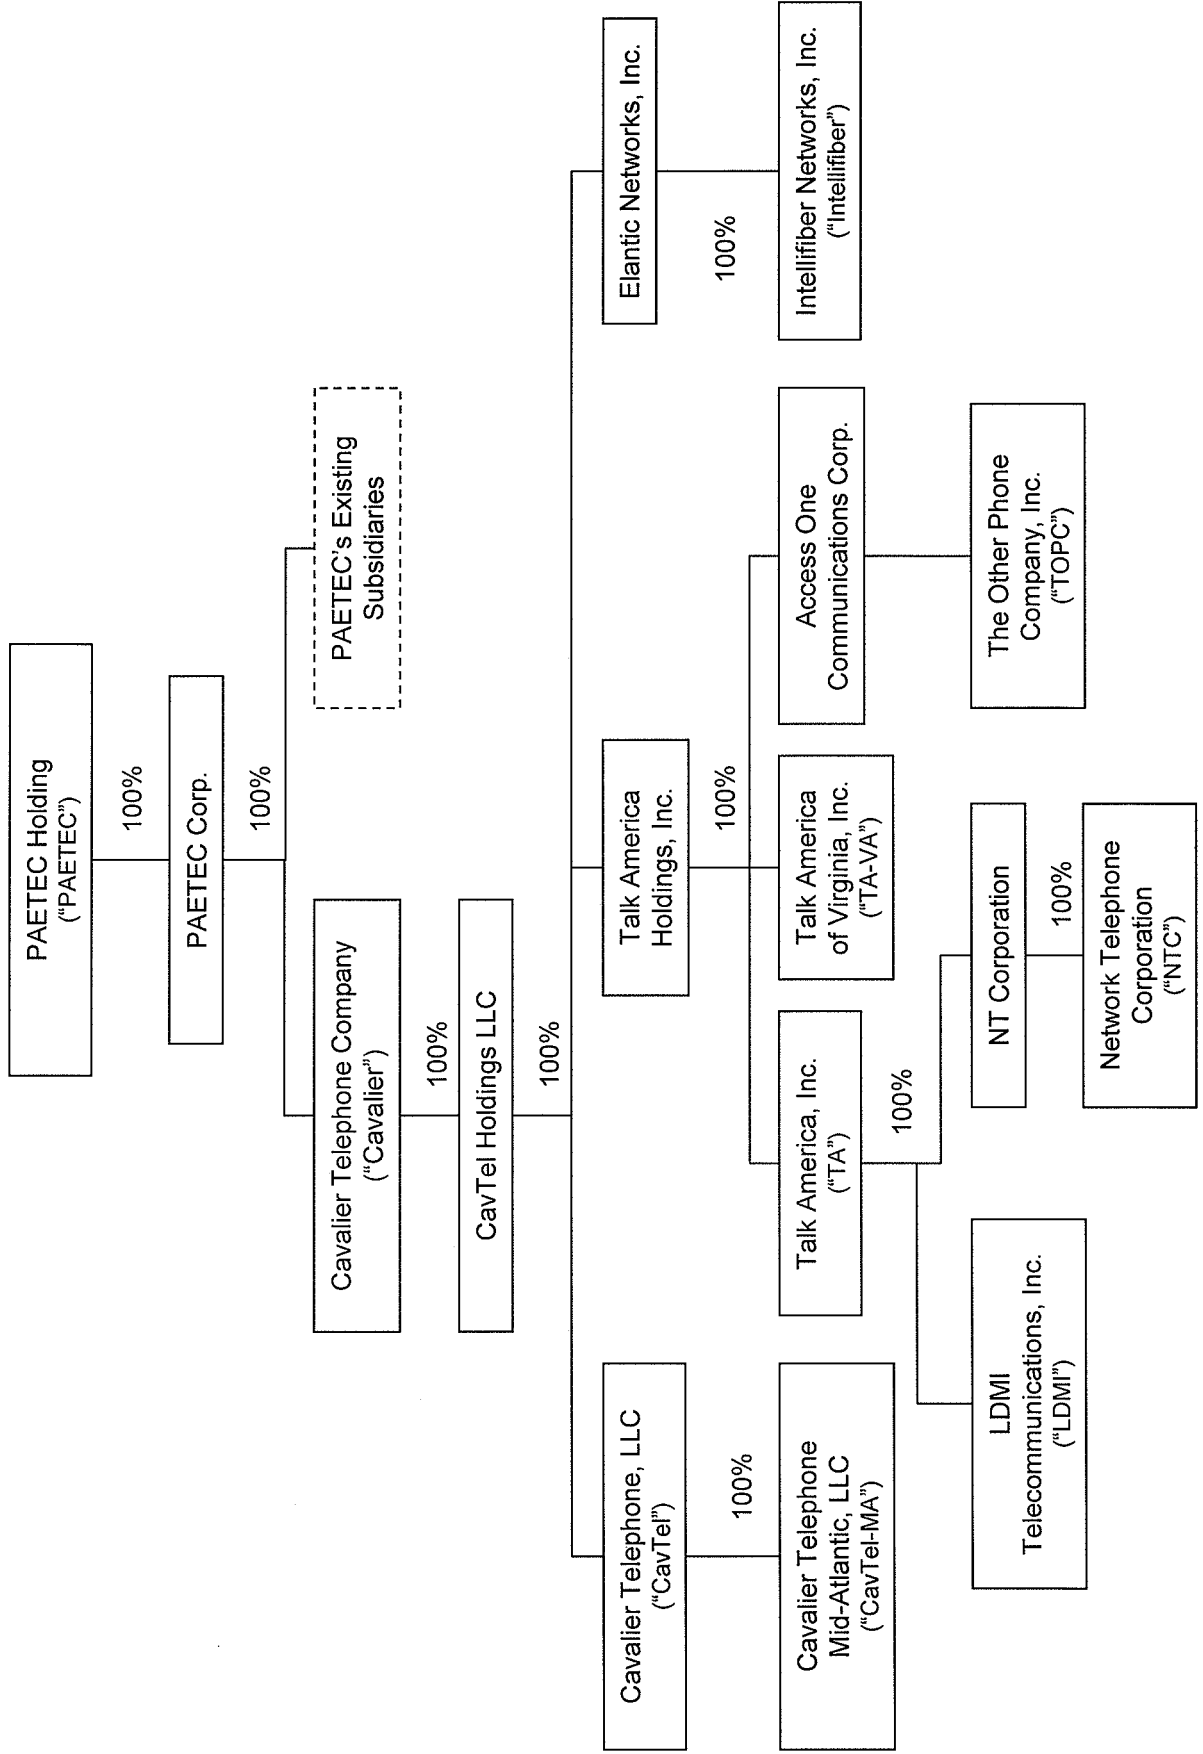 PAETEC Holding
("PAETEC")
100%
PAETEC Corp.
100%
Cavalier Telephone Company
("Cavalier")
PAETEC's Existing
Subsidiaries
100%
CavTel Holdings LLC
100%
Cavalier Telephone, LLC
("CavTel")
Talk America
Holdings, Inc.
Elantic Networks, Inc.
100%
100%
100%
Cavalier Telephone
Mid-Atlantic, LLC
("CavTel-MA")
Talk America, Inc.
("TA")
Talk America
of Virginia, Inc.
("TA-VA")
Access One
Communications Corp.
Intellifiber Networks, Inc.
("Intellifiber")
100%
LDMI
Telecommunications, Inc.
("LDMI")
NT Corporation
The Other Phone
Company, Inc.
("TOPC")
100%
Network Telephone
Corporation
("NTC")